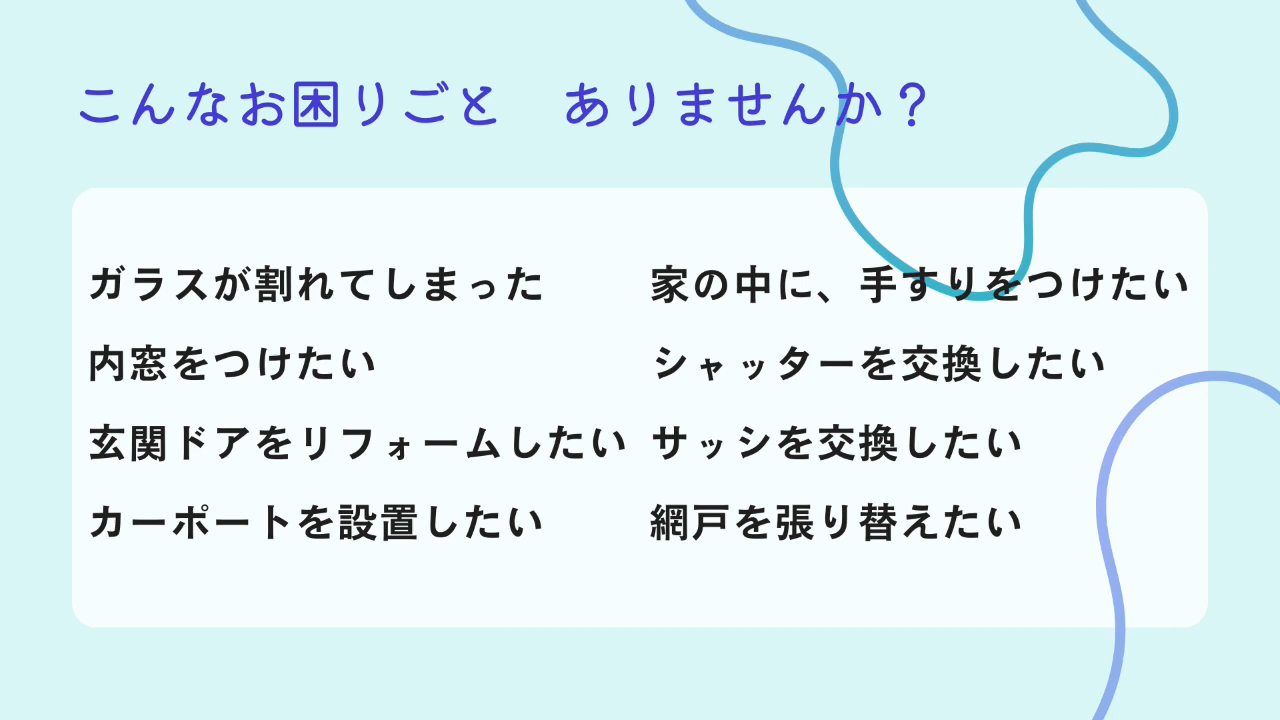 こんなお困りごと　ありませんか？
ガラスが割れてしまった
内窓をつけたい
玄関ドアをリフォームしたい
カーポートを設置したい
家の中に、手すりをつけたい
シャッターを交換したい
サッシを交換したい
網戸を張り替えたい